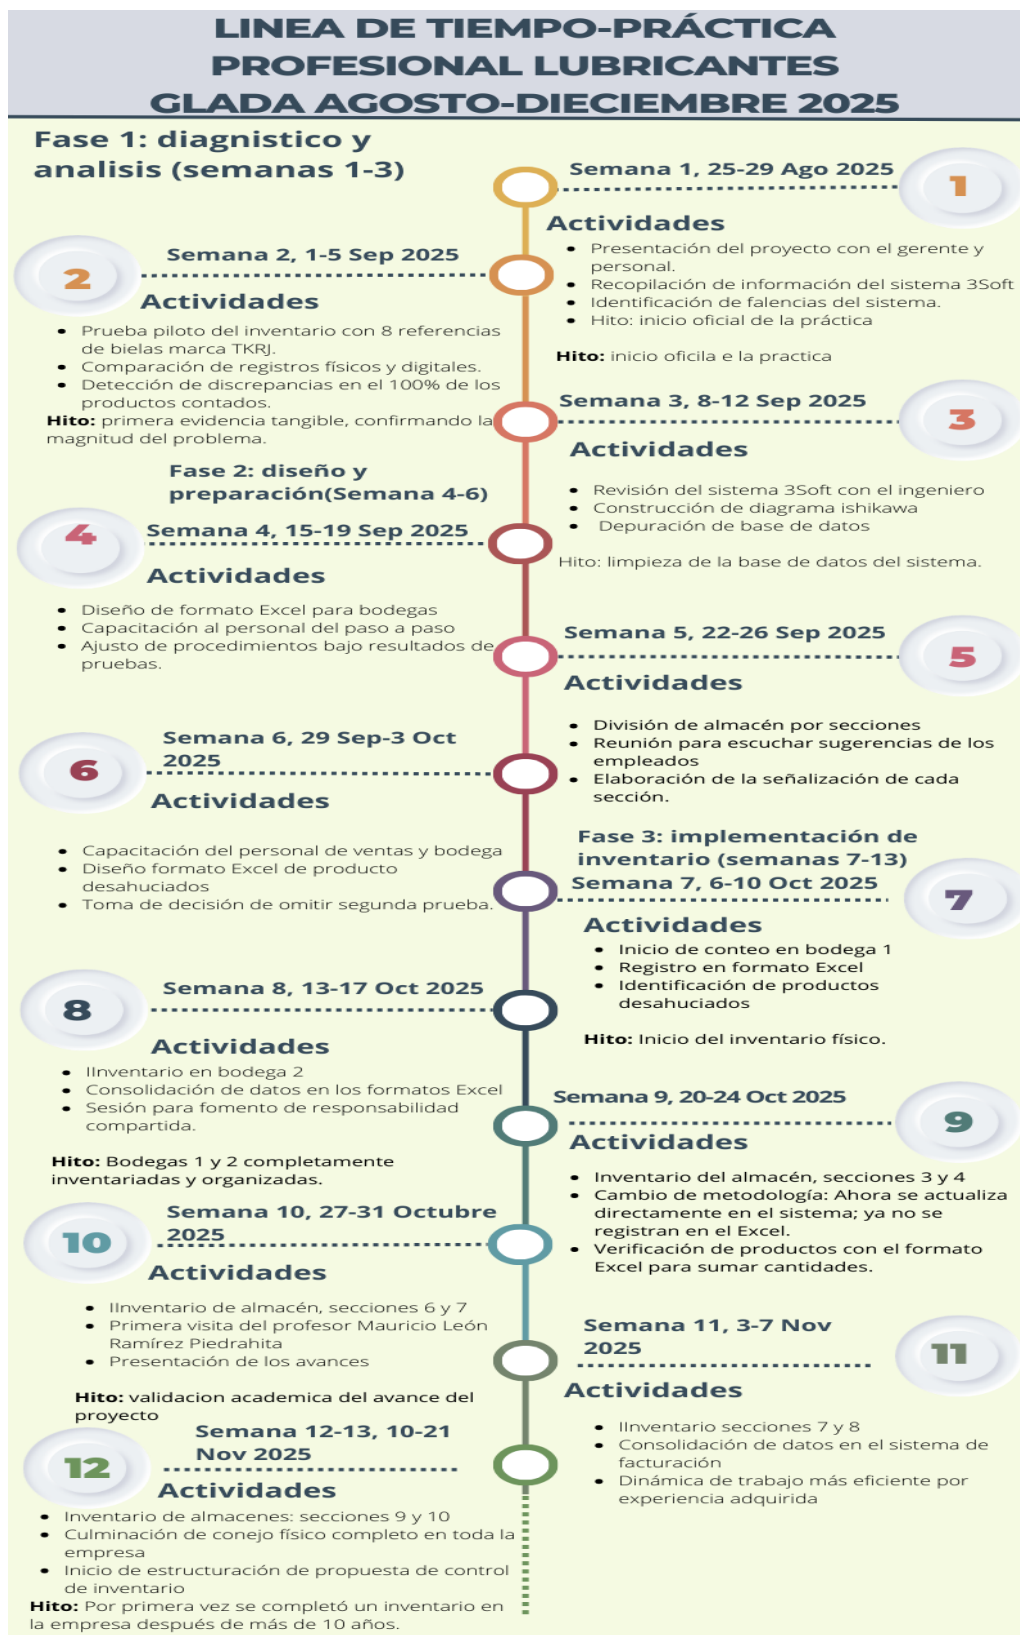 LINEA DE TIEMPO-PRÁCTICA
PROFESIONAL LUBRICANTES
GLADA AGOSTO-DIECIEMBRE 2025
Fase 1: diagnistico y
analisis (semanas 1-3)
Semana 1, 25-29 Ago 2025
1
Actividades
• Presentación del proyecto con el gerente y
personal.
• Recopilación de información del sistema 3Soft
• Identificación de falencias del sistema.
• Hito: inicio oficial de la práctica
Hito: inicio oficila e la practica
2
Semana 2, 1-5 Sep 2025
Actividades
• Prueba piloto del inventario con 8 referencias
de bielas marca TKRJ.
• Comparación de registros físicos y digitales.
• Detección de discrepancias en el 100% de los
productos contados.
Hito: primera evidencia tangible, confirmando la
magnitud del problema.
Semana 3, 8-12 Sep 2025
3
Actividades
• Revisión del sistema 3Soft con el ingeniero
• Construcción de diagrama ishikawa
• Depuración de base de datos
Hito: limpieza de la base de datos del sistema.
Fase 2: diseño y
preparación(Semana 4-6)
4
Semana 4, 15-19 Sep 2025
Actividades
• Diseño de formato Excel para bodegas
• Capacitación al personal del paso a paso
• Ajusto de procedimientos bajo resultados de
pruebas.
Semana 5, 22-26 Sep 2025
5
Actividades
• División de almacén por secciones
• Reunión para escuchar sugerencias de los
empleados
• Elaboración de la señalización de cada
sección.
6
Semana 6, 29 Sep-3 Oct
2025
Actividades
• Capacitación del personal de ventas y bodega
• Diseño formato Excel de producto
desahuciados
• Toma de decisión de omitir segunda prueba.
Fase 3: implementación de
inventario (semanas 7-13)
Semana 7, 6-10 Oct 2025
7
Actividades
• Inicio de conteo en bodega 1
• Registro en formato Excel
• Identificación de productos
desahuciados
Hito: Inicio del inventario físico.
8
Semana 8, 13-17 Oct 2025
Actividades
• IInventario en bodega 2
• Consolidación de datos en los formatos Excel
• Sesión para fomento de responsabilidad
compartida.
Hito: Bodegas 1 y 2 completamente
inventariadas y organizadas.
Semana 9, 20-24 Oct 2025
9
Actividades
• Inventario del almacén, secciones 3 y 4
• Cambio de metodología: Ahora se actualiza
directamente en el sistema; ya no se
registran en el Excel.
• Verificación de productos con el formato
Excel para sumar cantidades.
10
Semana 10, 27-31 Octubre
2025
Actividades
• IInventario de almacén, secciones 6 y 7
• Primera visita del profesor Mauricio León
Ramírez Piedrahita
• Presentación de los avances
Hito: validacion academica del avance del
proyecto
Semana 11, 3-7 Nov
2025
11
Actividades
• IInventario secciones 7 y 8
• Consolidación de datos en el sistema de
facturación
• Dinámica de trabajo más eficiente por
experiencia adquirida
12
Semana 12-13, 10-21
Nov 2025
Actividades
• Inventario de almacenes: secciones 9 y 10
• Culminación de conejo físico completo en toda la
empresa
• Inicio de estructuración de propuesta de control
de inventario
Hito: Por primera vez se completó un inventario en
la empresa después de más de 10 años.